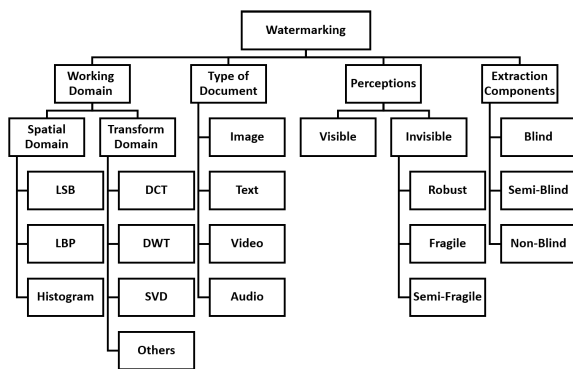 Watermarking
Working
Domain
Type of
Document
Perceptions
Extraction
Components
Spatial
Domain
Transform
Domain
Image
Visible
Invisible
Blind
LSB
DCT
Text
Robust
Semi-Blind
LBP
DWT
Video
Fragile
Non-Blind
Histogram
SVD
Audio
Semi-Fragile
Others